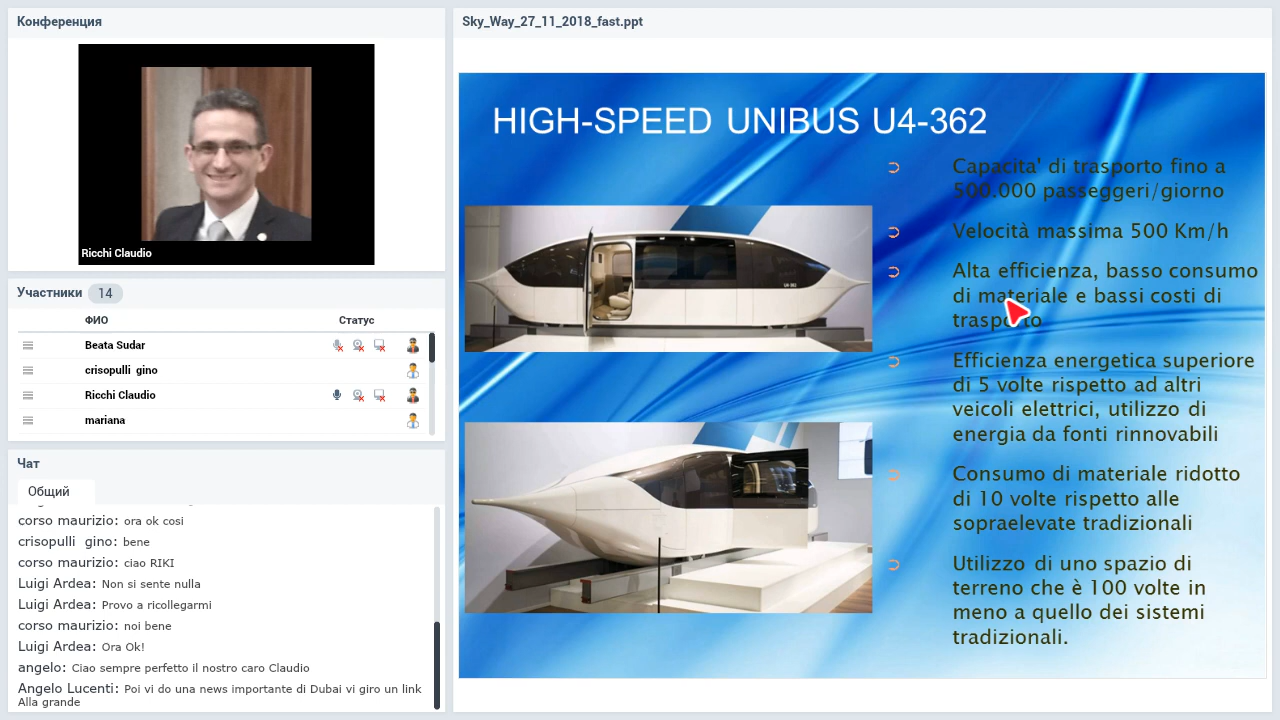 Конференция
Ricchi Claudio
Участники 14
ФИО Статус
Beata Sudar
crisopulli gino
Ricchi Claudio
mariana
Чат
Общий
corso maurizio: ora ok cosi
crisopulli gino: bene
corso maurizio: ciao RIKI
Luigi Ardea: Non si sente nulla
Luigi Ardea: Provo a ricollegarmi
corso maurizio: noi bene
Luigi Ardea: Ora Ok!
angelo: Ciao sempre perfetto il nostro caro Claudio
Angelo Lucenti: Poi vi do una news importante di Dubai vi giro un link
Alla grande
Sky_Way_27_11_2018_fast.ppt
HIGH-SPEED UNIBUS U4-362
Capacita' di trasporto fino a
500.000 passeggeri/giorno
Velocità massima 500 Km/h
Alta efficienza, basso consumo
di materiale e bassi costi di
trasporto
Efficienza energetica superiore
di 5 volte rispetto ad altri
veicoli elettrici, utilizzo di
energia da fonti rinnovabili
Consumo di materiale ridotto
di 10 volte rispetto alle
sopraelevate tradizionali
Utilizzo di uno spazio di
terreno che è 100 volte in
meno a quello dei sistemi
tradizionali.
U4-362